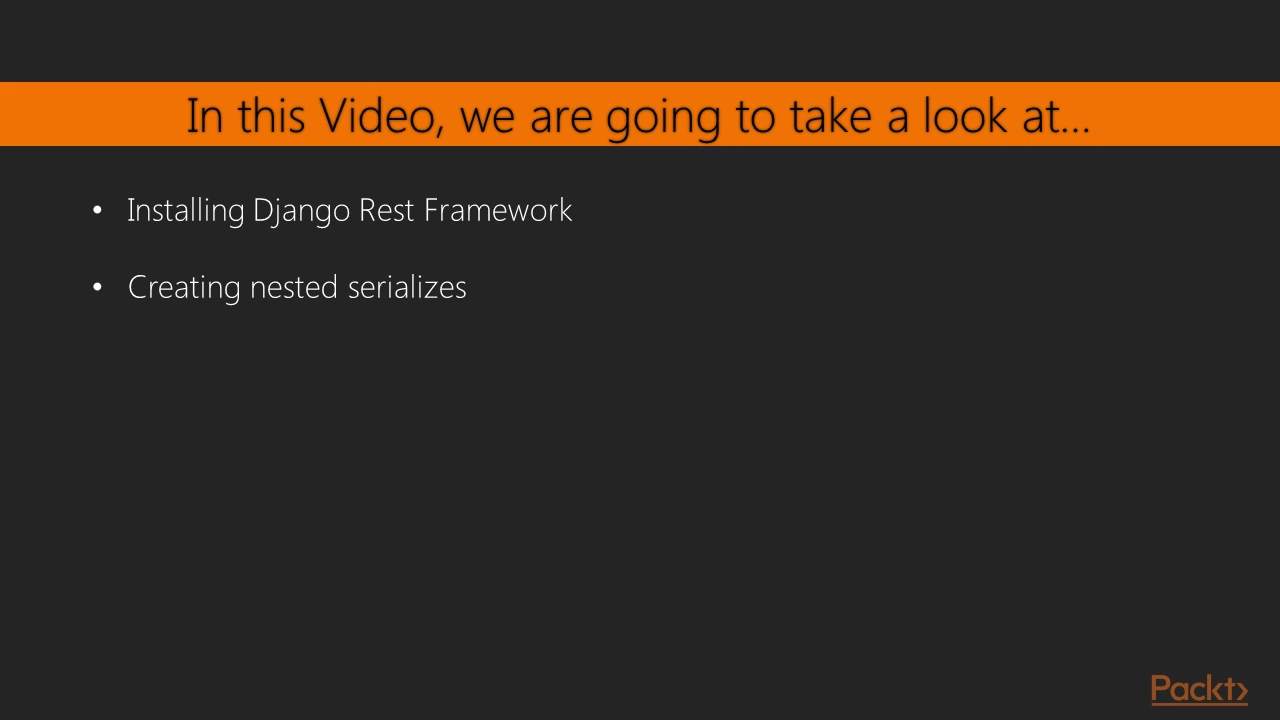 In this Video, we are going to take a look at...
• Installing Django Rest Framework
• Creating nested serializes
Packt>